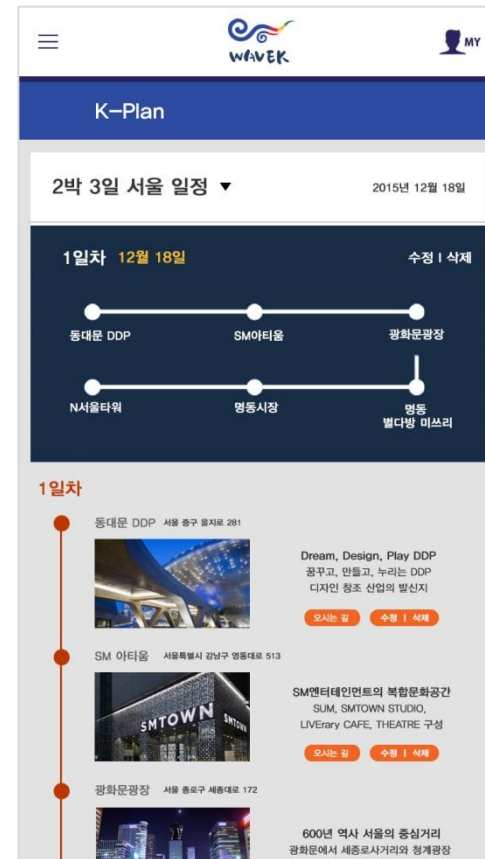 WAVEK
MY
K-Plan
2박 3일 서울 일정 ▼
2015년 12월 18일
1일차 12월 18일
수정 | 삭제
동대문 DDP
SM아티움
광화문광장
N서울타워
명동시장
명동
별다방 미쓰리
1일차
동대문 DDP 서울 중구 을지로 281
Dream, Design, Play DDP
꿈꾸고, 만들고, 누리는 DDP
디자인 창조 산업의 발신지
오시는 길
수정 | 삭제
SM 아티움 서울특별시 강남구 영동대로 513
SMTOWN
SMTOWN
SM엔터테인먼트의 복합문화공간
SUM, SMTOWN STUDIO,
LIVErary CAFE, THEATRE 구성
오시는 길
수정 | 삭제
광화문광장 서울 종로구 세종대로 172
600년 역사 서울의 중심거리
광화문에서 세종로사거리와 청계광장